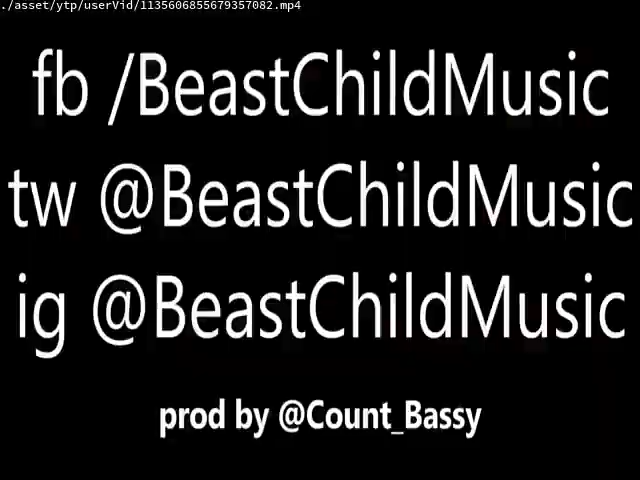 ./asset/ytp/userVid/1135606855679357082.mp4
fb /BeastChildMusic
tw @BeastChildMusic
ig @BeastChildMusic
prod by @Count_Bassy